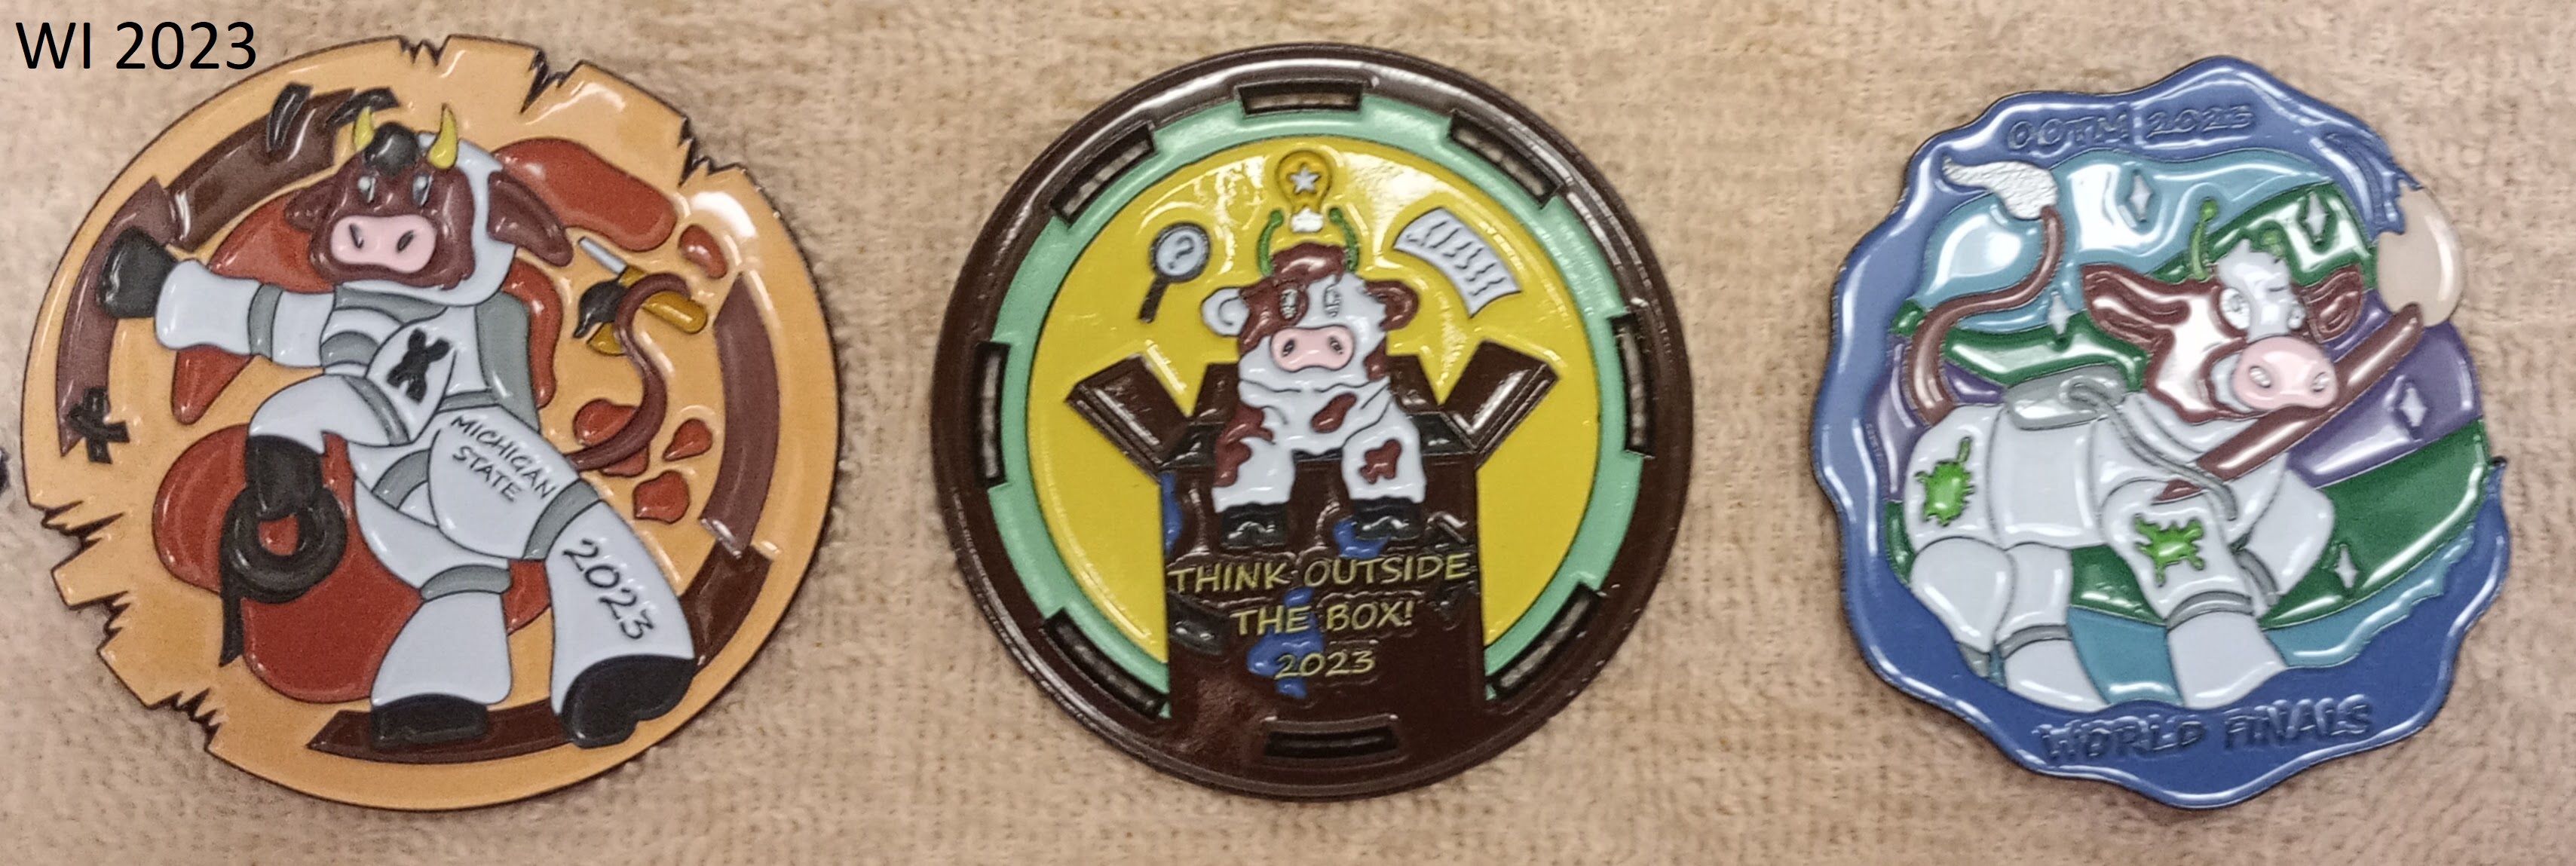 WI 2023
MICHIGAN
STATE
2023
?
THINK OUTSIDE
THE BOX!
2023
OOTM 2023
WORLD FINALS